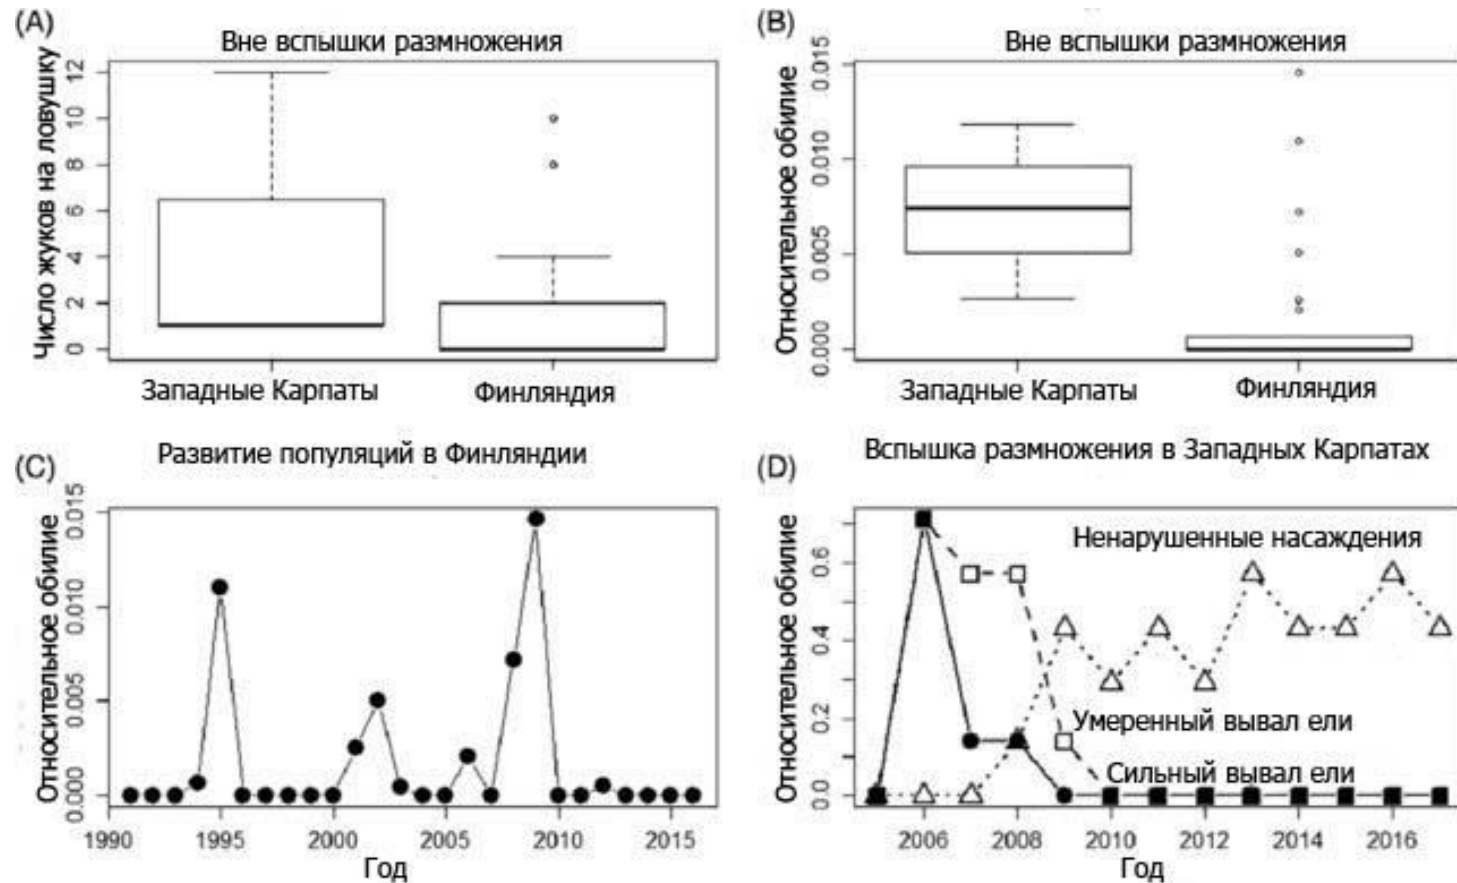 (A)
Вне вспышки размножения
Число жуков на ловушку
12
10
8
6
4
2
0
Западные Карпаты
Финляндия
(B)
Вне вспышки размножения
Относительное обилие
0.015
0.010
0.005
0.000
Западные Карпаты
Финляндия
(C)
Развитие популяций в Финляндии
Относительное обилие
0.015
0.010
0.005
0.000
1990
1995
2000
2005
2010
2015
Год
(D)
Вспышка размножения в Западных Карпатах
Относительное обилие
0.6
0.4
0.2
0.0
Ненарушенные насаждения
Умеренный вывал ели
Сильный вывал ели
2006
2008
2010
2012
2014
2016
Год